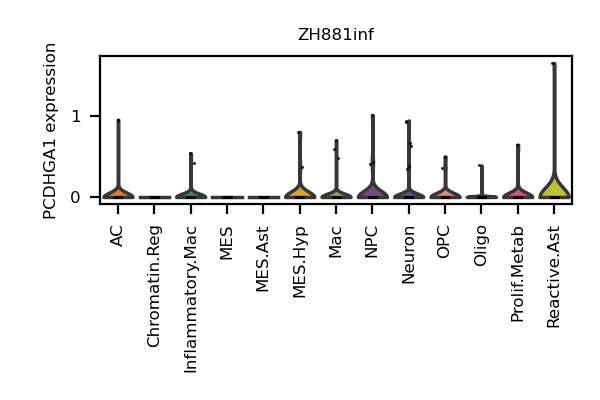 ZH881inf
PCDHGA1 expression
1
0
AC
Chromatin.Reg
Inflammatory.Mac
MES
MES.Ast
MES.Hyp
Mac
NPC
Neuron
OPC
Oligo
Prolif.Metab
Reactive.Ast